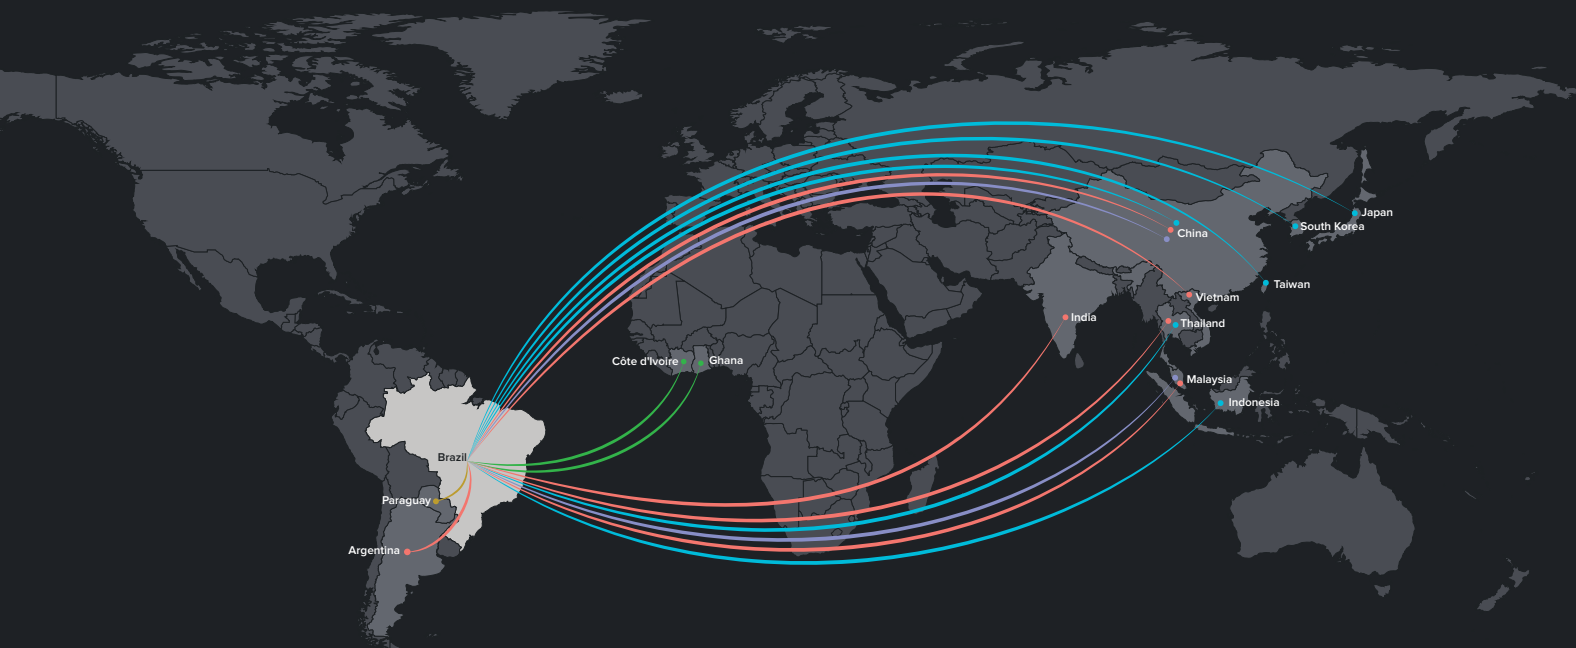 Japan
South Korea
China
Taiwan
Vietnam
India
Thailand
Côte d'Ivoire
Ghana
Malaysia
Indonesia
Brazil
Paraguay
Argentina